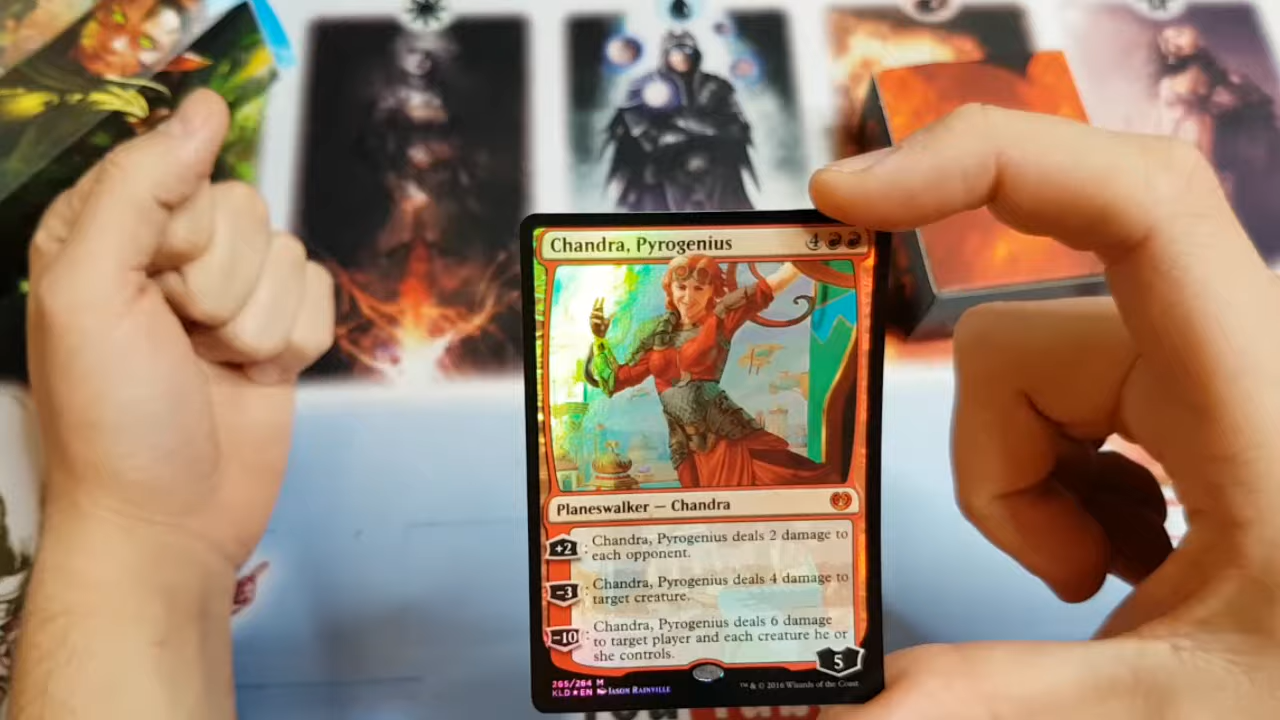 Chandra, Pyrogenius 4
Planeswalker — Chandra
+2 : Chandra, Pyrogenius deals 2 damage to
each opponent.
−3 : Chandra, Pyrogenius deals 4 damage to
target creature.
−10 : Chandra, Pyrogenius deals 6 damage
to target player and each creature he or
she controls.
5
265/264 M
KLD ★ EN Jason Rainville
™ & © 2016 Wizards of the Coast